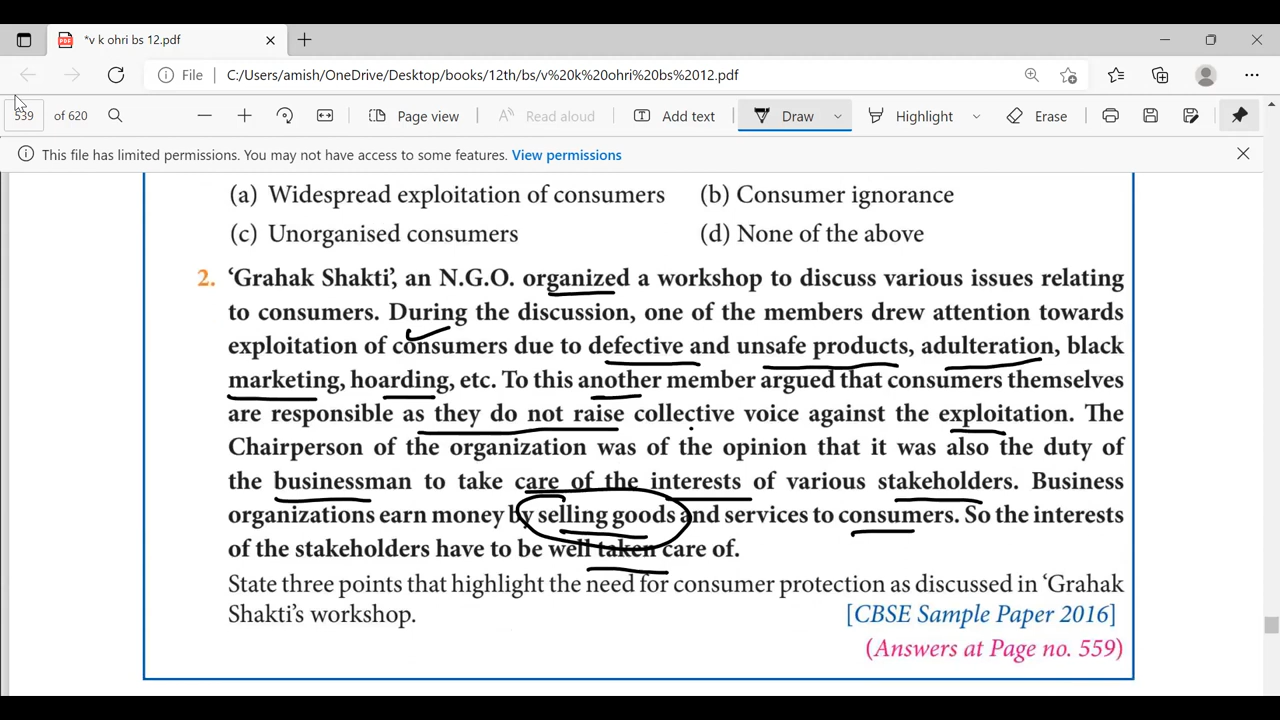 *v k ohri bs 12.pdf
File C:/Users/amish/OneDrive/Desktop/books/12th/bs/v%20k%20ohri%20bs%2012.pdf
539 of 620 Page view Read aloud Add text Draw Highlight Erase
This file has limited permissions. You may not have access to some features. View permissions
(a) Widespread exploitation of consumers (b) Consumer ignorance
(c) Unorganised consumers (d) None of the above
2. ‘Grahak Shakti’, an N.G.O. organized a workshop to discuss various issues relating
to consumers. During the discussion, one of the members drew attention towards
exploitation of consumers due to defective and unsafe products, adulteration, black
marketing, hoarding, etc. To this another member argued that consumers themselves
are responsible as they do not raise collective voice against the exploitation. The
Chairperson of the organization was of the opinion that it was also the duty of
the businessman to take care of the interests of various stakeholders. Business
organizations earn money by selling goods and services to consumers. So the interests
of the stakeholders have to be well taken care of.
State three points that highlight the need for consumer protection as discussed in ‘Grahak
Shakti’s workshop. [CBSE Sample Paper 2016]
(Answers at Page no. 559)